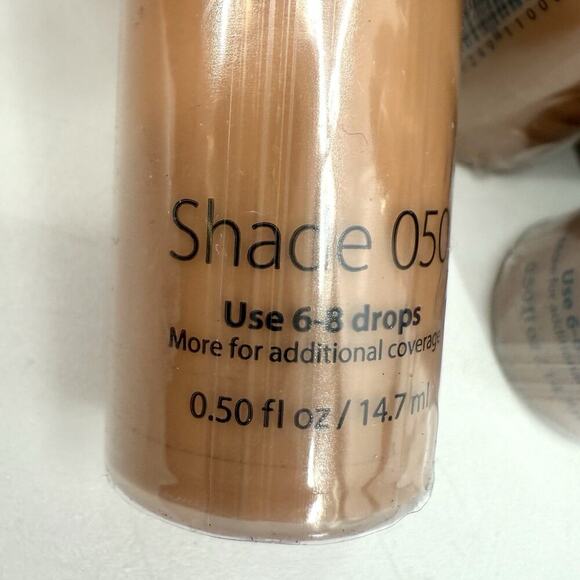 Shade 050
Use 6-8 drops
More for additional coverage
0.50 fl oz / 14.7 ml